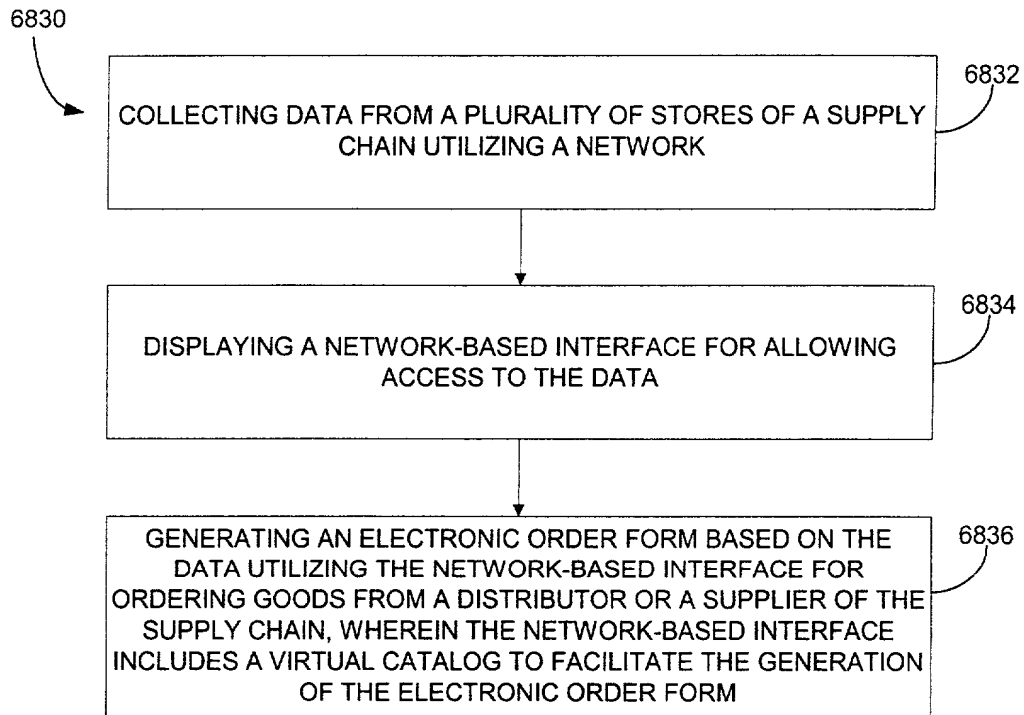 6830
6832
COLLECTING DATA FROM A PLURALITY OF STORES OF A SUPPLY
CHAIN UTILIZING A NETWORK
6834
DISPLAYING A NETWORK-BASED INTERFACE FOR ALLOWING
ACCESS TO THE DATA
6836
GENERATING AN ELECTRONIC ORDER FORM BASED ON THE
DATA UTILIZING THE NETWORK-BASED INTERFACE FOR
ORDERING GOODS FROM A DISTRIBUTOR OR A SUPPLIER OF THE
SUPPLY CHAIN, WHEREIN THE NETWORK-BASED INTERFACE
INCLUDES A VIRTUAL CATALOG TO FACILITATE THE GENERATION
OF THE ELECTRONIC ORDER FORM